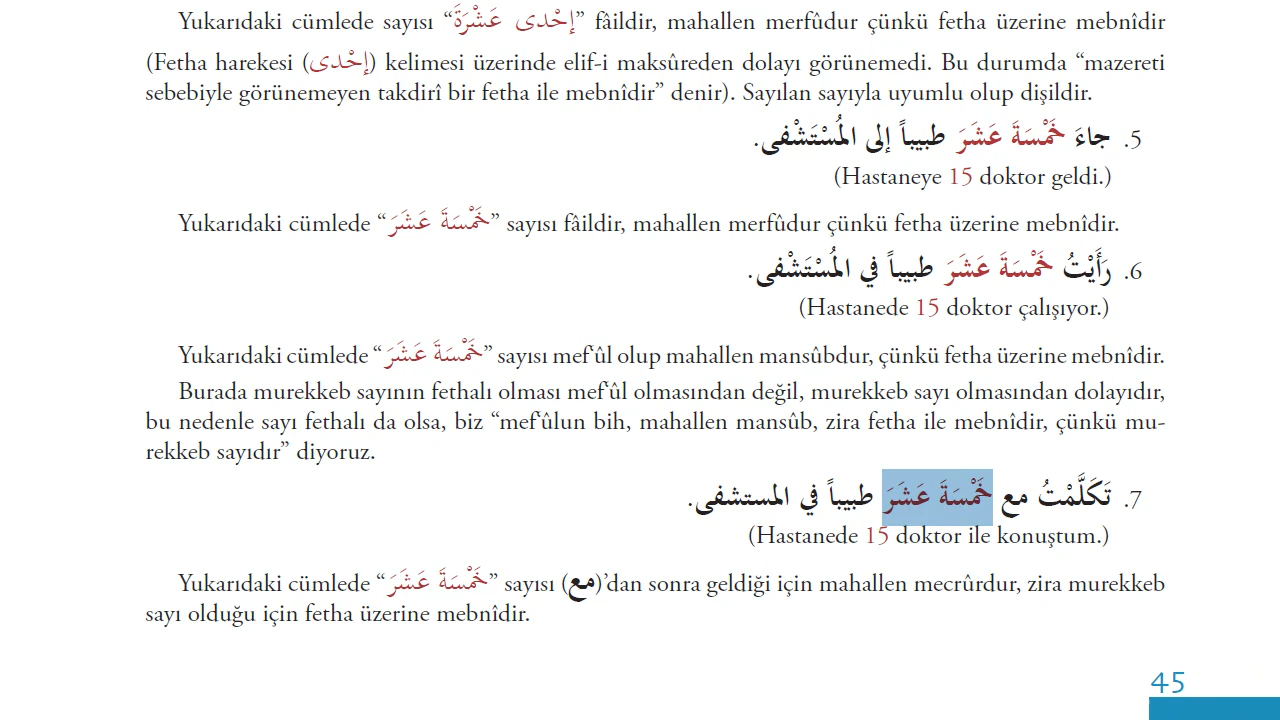 Yukarıdaki cümlede sayısı “إِحْدى عَشْرَةَ” fâildir, mahallen merfûdur çünkü fetha üzerine mebnîdir
(Fetha harekesi (إِحْدى) kelimesi üzerinde elif-i maksûreden dolayı görünemedi. Bu durumda “mazereti
sebebiyle görünemeyen takdirî bir fetha ile mebnîdir” denir). Sayılan sayıyla uyumlu olup dişildir.
5. جاءَ خَمْسَةَ عَشَرَ طبيباً إلى المُسْتَشْفى.
(Hastaneye 15 doktor geldi.)
Yukarıdaki cümlede “خَمْسَةَ عَشَرَ” sayısı fâildir, mahallen merfûdur çünkü fetha üzerine mebnîdir.
6. رَأَيْتُ خَمْسَةَ عَشَرَ طبيباً في المُسْتَشْفى.
(Hastanede 15 doktor çalışıyor.)
Yukarıdaki cümlede “خَمْسَةَ عَشَرَ” sayısı mef‘ûl olup mahallen mansûbdur, çünkü fetha üzerine mebnîdir.
Burada murekkeb sayının fethalı olması mef‘ûl olmasından değil, murekkeb sayı olmasından dolayıdır,
bu nedenle sayı fethalı da olsa, biz “mef‘ûlun bih, mahallen mansûb, zira fetha ile mebnîdir, çünkü mu-
rekkeb sayıdır” diyoruz.
7. تَكَلَّمْتُ مع خَمْسَةَ عَشَرَ طبيباً في المستشفى.
(Hastanede 15 doktor ile konuştum.)
Yukarıdaki cümlede “خَمْسَةَ عَشَرَ” sayısı (مع)’dan sonra geldiği için mahallen mecrûrdur, zira murekkeb
sayı olduğu için fetha üzerine mebnîdir.
45